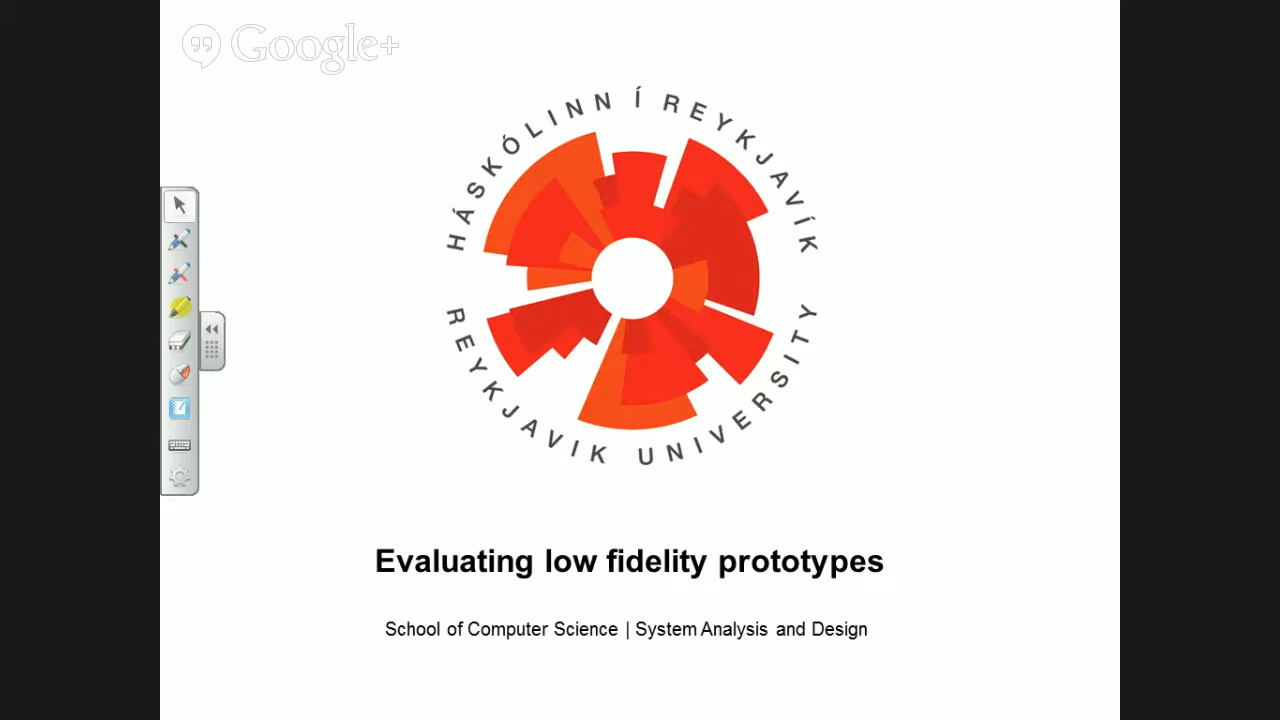 Google+
HÁSKÓLINN Í REYKJAVÍK
REYKJAVIK UNIVERSITY
Evaluating low fidelity prototypes
School of Computer Science | System Analysis and Design